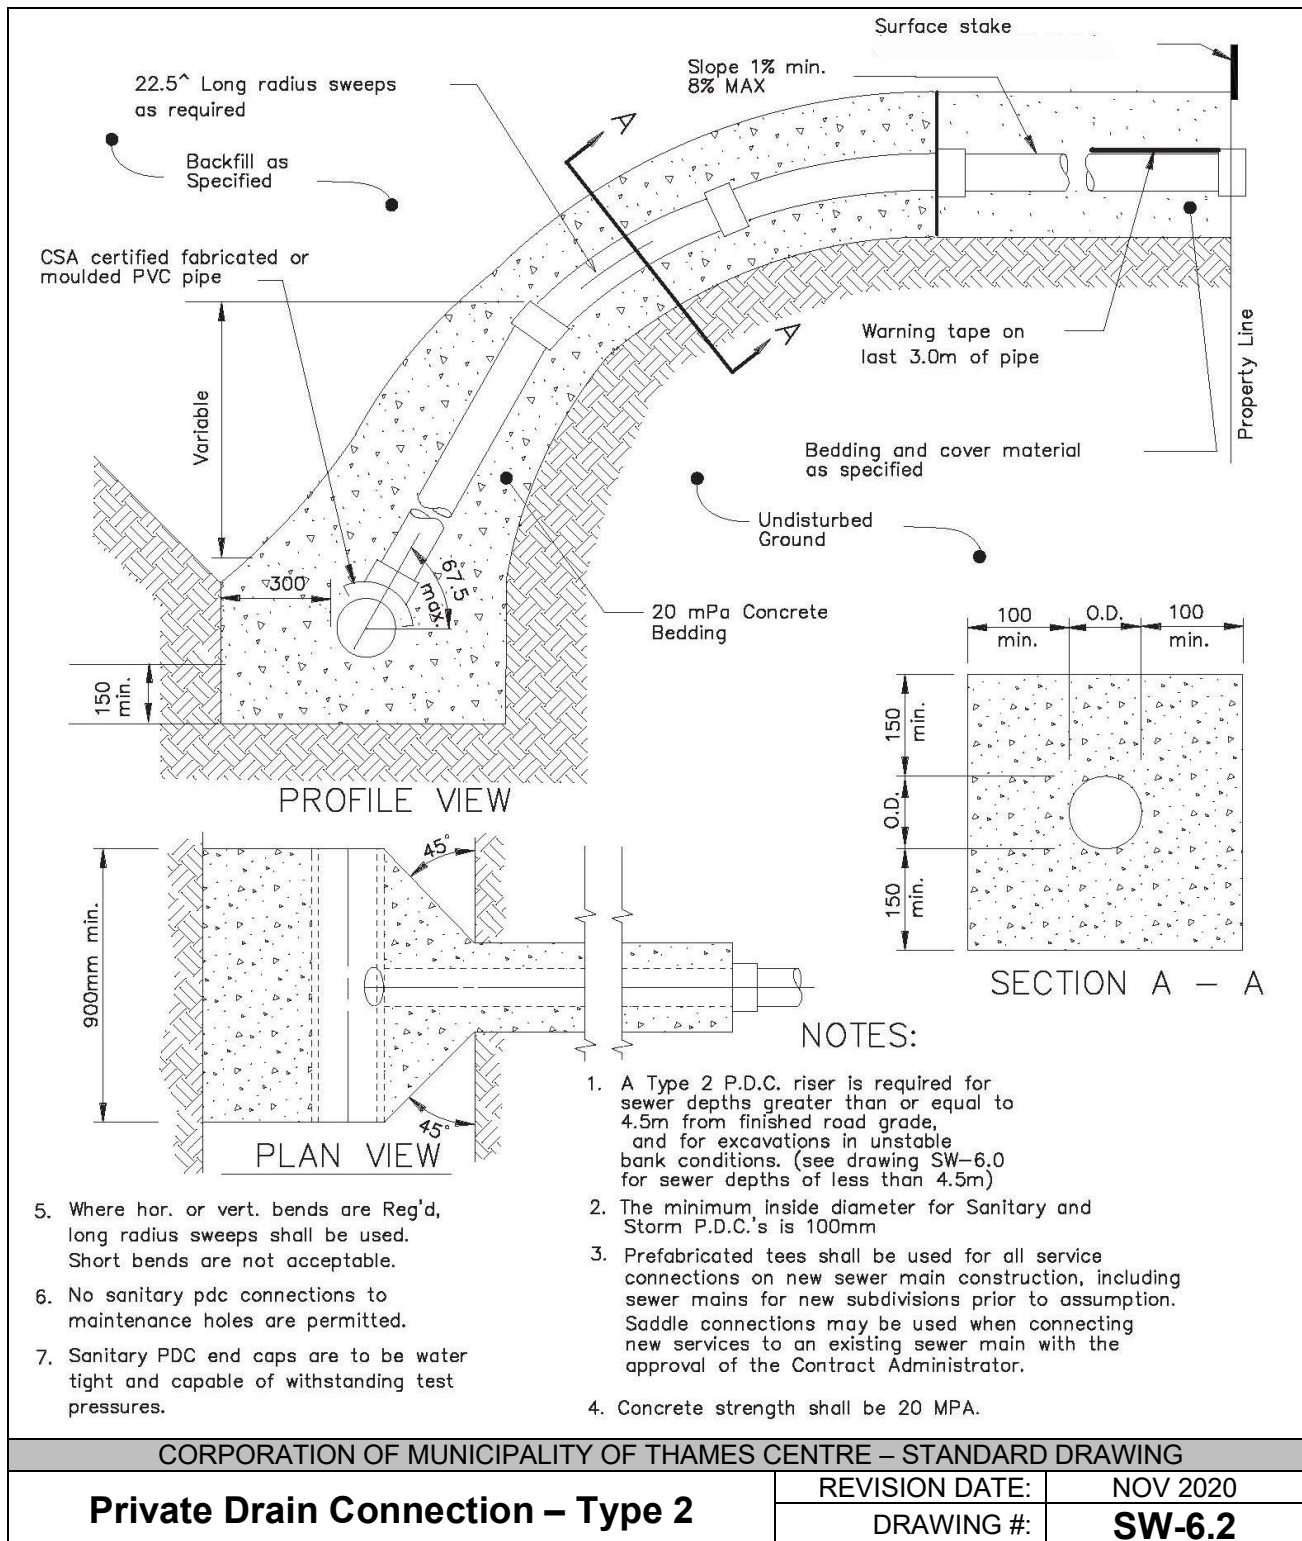 Surface stake
Slope 1% min.
8% MAX
22.5^ Long radius sweeps
as required
A
Backfill as
Specified
CSA certified fabricated or
moulded PVC pipe
A
Warning tape on
last 3.0m of pipe
Property Line
Variable
Bedding and cover material
as specified
Undisturbed
Ground
300
67.5
max.
20 mPa Concrete
Bedding
150
min.
PROFILE VIEW
100
min.
O.D.
100
min.
150
min.
O.D.
150
min.
SECTION A – A
45°
900mm min.
45°
PLAN VIEW
NOTES:
1. A Type 2 P.D.C. riser is required for
sewer depths greater than or equal to
4.5m from finished road grade,
and for excavations in unstable
bank conditions. (see drawing SW–6.0
for sewer depths of less than 4.5m)
2. The minimum inside diameter for Sanitary and
Storm P.D.C.'s is 100mm
3. Prefabricated tees shall be used for all service
connections on new sewer main construction, including
sewer mains for new subdivisions prior to assumption.
Saddle connections may be used when connecting
new services to an existing sewer main with the
approval of the Contract Administrator.
4. Concrete strength shall be 20 MPA.
5. Where hor. or vert. bends are Reg'd,
long radius sweeps shall be used.
Short bends are not acceptable.
6. No sanitary pdc connections to
maintenance holes are permitted.
7. Sanitary PDC end caps are to be water
tight and capable of withstanding test
pressures.
CORPORATION OF MUNICIPALITY OF THAMES CENTRE – STANDARD DRAWING
Private Drain Connection – Type 2
REVISION DATE: NOV 2020
DRAWING #: SW-6.2